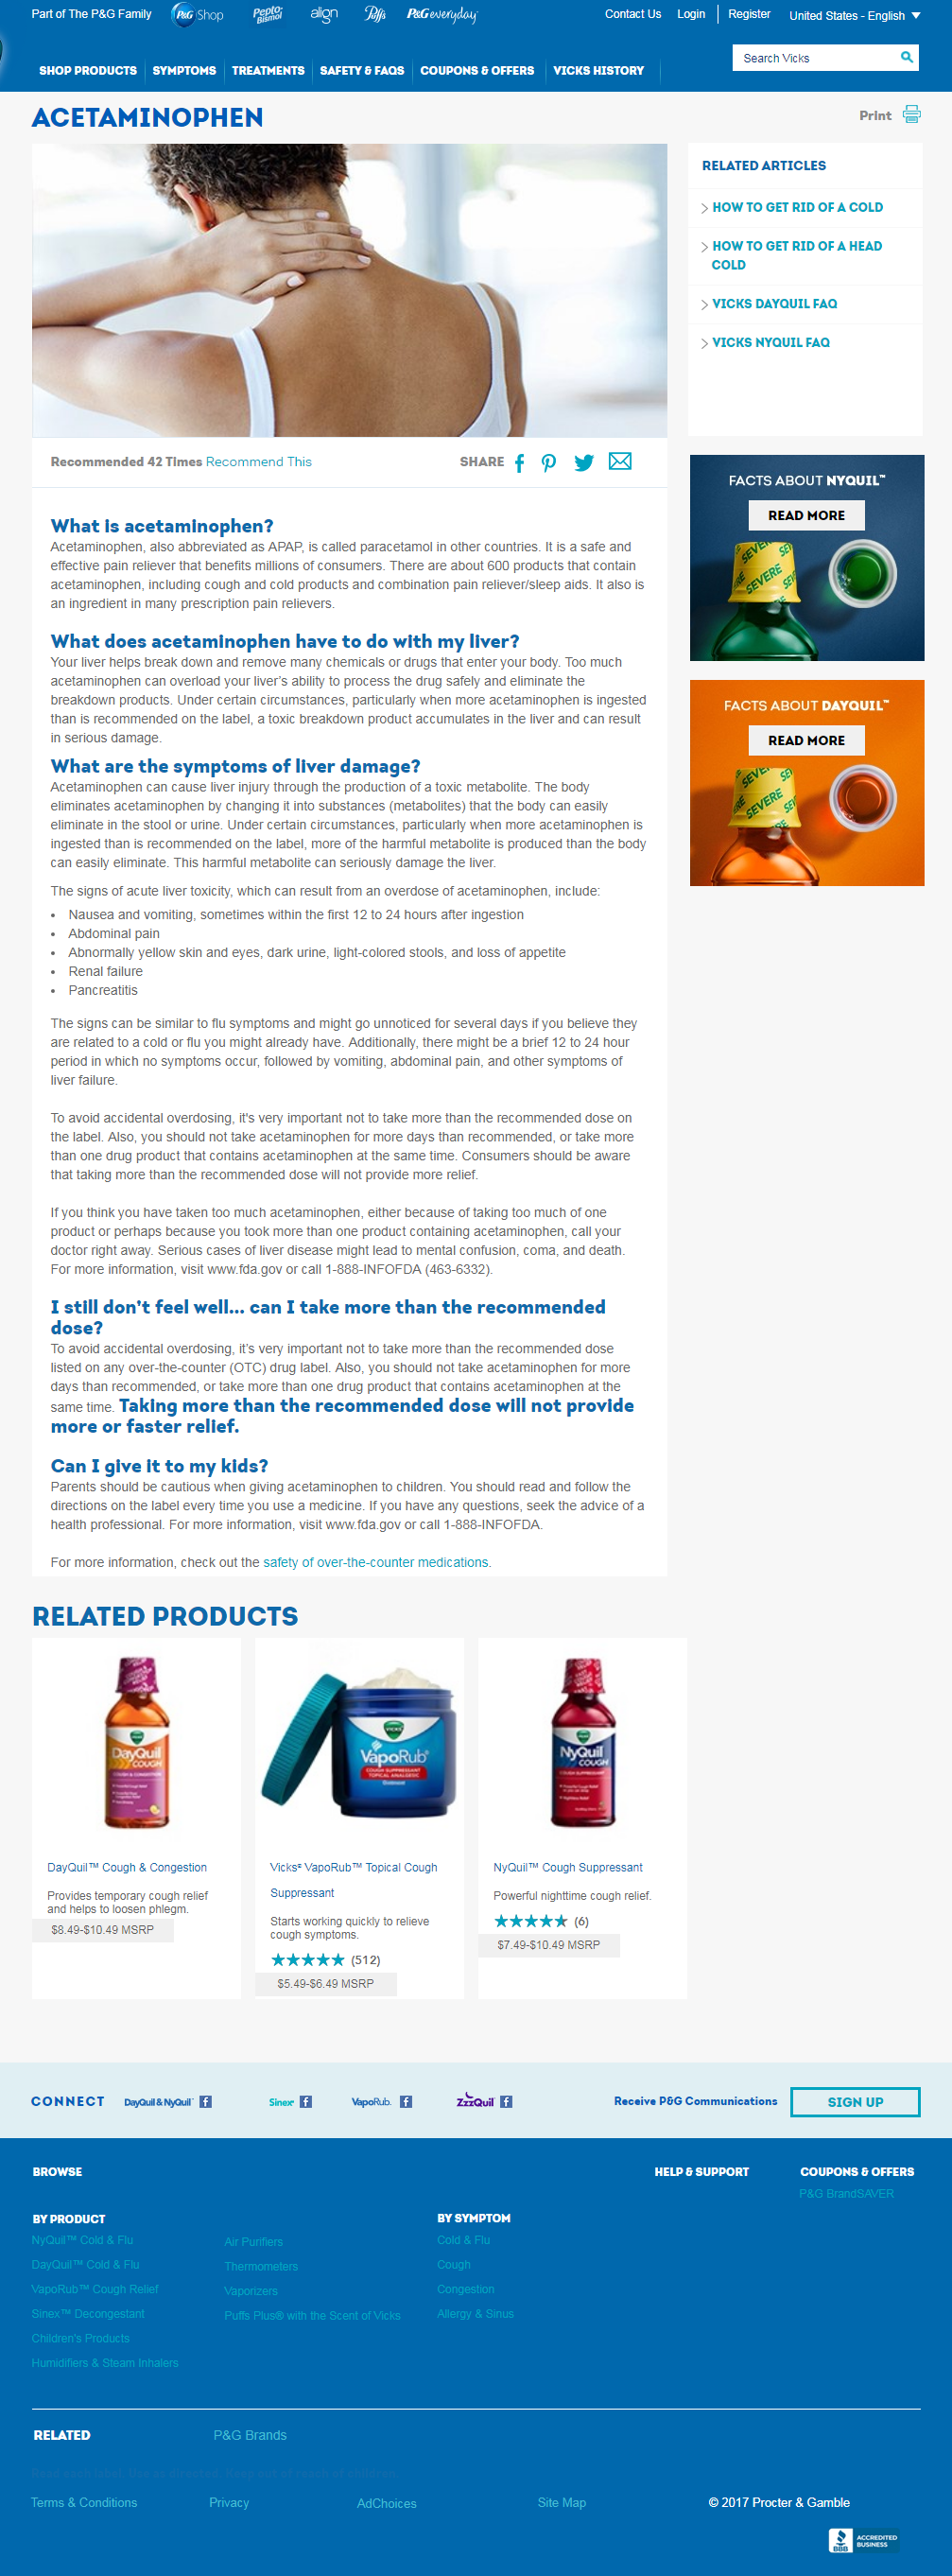 Part of The P&G Family
P&G Shop
Pepto Bismol
align
Puffs
P&G everyday
Contact Us
Login
Register
United States - English
SHOP PRODUCTS
SYMPTOMS
TREATMENTS
SAFETY & FAQS
COUPONS & OFFERS
VICKS HISTORY
Search Vicks
ACETAMINOPHEN
Print
RELATED ARTICLES
HOW TO GET RID OF A COLD
HOW TO GET RID OF A HEAD
COLD
VICKS DAYQUIL FAQ
VICKS NYQUIL FAQ
Recommended 42 Times Recommend This
SHARE
FACTS ABOUT NYQUIL™
READ MORE
SEVERE
SEVERE
FACTS ABOUT DAYQUIL™
READ MORE
SEVERE
SEVERE
What is acetaminophen?
Acetaminophen, also abbreviated as APAP, is called paracetamol in other countries. It is a safe and
effective pain reliever that benefits millions of consumers. There are about 600 products that contain
acetaminophen, including cough and cold products and combination pain reliever/sleep aids. It also is
an ingredient in many prescription pain relievers.
What does acetaminophen have to do with my liver?
Your liver helps break down and remove many chemicals or drugs that enter your body. Too much
acetaminophen can overload your liver's ability to process the drug safely and eliminate the
breakdown products. Under certain circumstances, particularly when more acetaminophen is ingested
than is recommended on the label, a toxic breakdown product accumulates in the liver and can result
in serious damage.
What are the symptoms of liver damage?
Acetaminophen can cause liver injury through the production of a toxic metabolite. The body
eliminates acetaminophen by changing it into substances (metabolites) that the body can easily
eliminate in the stool or urine. Under certain circumstances, particularly when more acetaminophen is
ingested than is recommended on the label, more of the harmful metabolite is produced than the body
can easily eliminate. This harmful metabolite can seriously damage the liver.
The signs of acute liver toxicity, which can result from an overdose of acetaminophen, include:
• Nausea and vomiting, sometimes within the first 12 to 24 hours after ingestion
• Abdominal pain
• Abnormally yellow skin and eyes, dark urine, light-colored stools, and loss of appetite
• Renal failure
• Pancreatitis
The signs can be similar to flu symptoms and might go unnoticed for several days if you believe they
are related to a cold or flu you might already have. Additionally, there might be a brief 12 to 24 hour
period in which no symptoms occur, followed by vomiting, abdominal pain, and other symptoms of
liver failure.
To avoid accidental overdosing, it's very important not to take more than the recommended dose on
the label. Also, you should not take acetaminophen for more days than recommended, or take more
than one drug product that contains acetaminophen at the same time. Consumers should be aware
that taking more than the recommended dose will not provide more relief.
If you think you have taken too much acetaminophen, either because of taking too much of one
product or perhaps because you took more than one product containing acetaminophen, call your
doctor right away. Serious cases of liver disease might lead to mental confusion, coma, and death.
For more information, visit www.fda.gov or call 1-888-INFOFDA (463-6332).
I still don't feel well... can I take more than the recommended
dose?
To avoid accidental overdosing, it's very important not to take more than the recommended dose
listed on any over-the-counter (OTC) drug label. Also, you should not take acetaminophen for more
days than recommended, or take more than one drug product that contains acetaminophen at the
same time. Taking more than the recommended dose will not provide
more or faster relief.
Can I give it to my kids?
Parents should be cautious when giving acetaminophen to children. You should read and follow the
directions on the label every time you use a medicine. If you have any questions, seek the advice of a
health professional. For more information, visit www.fda.gov or call 1-888-INFOFDA.
For more information, check out the safety of over-the-counter medications.
RELATED PRODUCTS
VICKS
DayQuil
COUGH
VICKS
VapoRub
COUGH SUPPRESSANT
TOPICAL ANALGESIC
Ointment
VICKS
NyQuil
COUGH
DayQuil™ Cough & Congestion
Provides temporary cough relief
and helps to loosen phlegm.
$8.49-$10.49 MSRP
Vicks® VapoRub™ Topical Cough
Suppressant
Starts working quickly to relieve
cough symptoms.
(512)
$5.49-$6.49 MSRP
NyQuil™ Cough Suppressant
Powerful nighttime cough relief.
(6)
$7.49-$10.49 MSRP
CONNECT
DayQuil & NyQuil
Sinex
VapoRub
ZzzQuil
Receive P&G Communications
SIGN UP
BROWSE
HELP & SUPPORT
COUPONS & OFFERS
P&G BrandSAVER
BY PRODUCT
NyQuil™ Cold & Flu
DayQuil™ Cold & Flu
VapoRub™ Cough Relief
Sinex™ Decongestant
Children's Products
Humidifiers & Steam Inhalers
Air Purifiers
Thermometers
Vaporizers
Puffs Plus® with the Scent of Vicks
BY SYMPTOM
Cold & Flu
Cough
Congestion
Allergy & Sinus
RELATED
P&G Brands
Terms & Conditions
Privacy
AdChoices
Site Map
© 2017 Procter & Gamble
BBB
ACCREDITED
BUSINESS